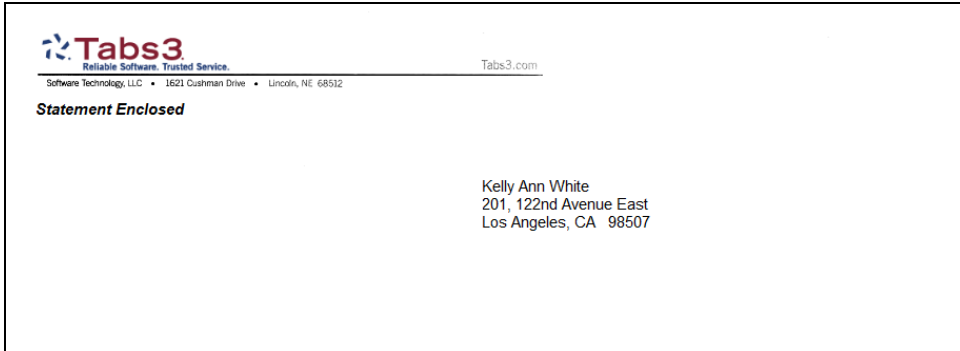 Tabs3
Reliable Software. Trusted Service.
Tabs3.com
Software Technology, LLC • 1621 Cushman Drive • Lincoln, NE 68512
Statement Enclosed
Kelly Ann White
201, 122nd Avenue East
Los Angeles, CA 98507